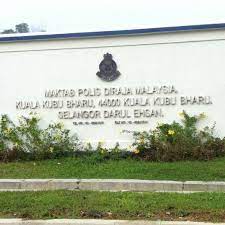 MAKTAB POLIS DIRAJA MALAYSIA,
KUALA KUBU BHARU, 44000 KUALA KUBU BHARU,
SELANGOR DARUL EHSAN.